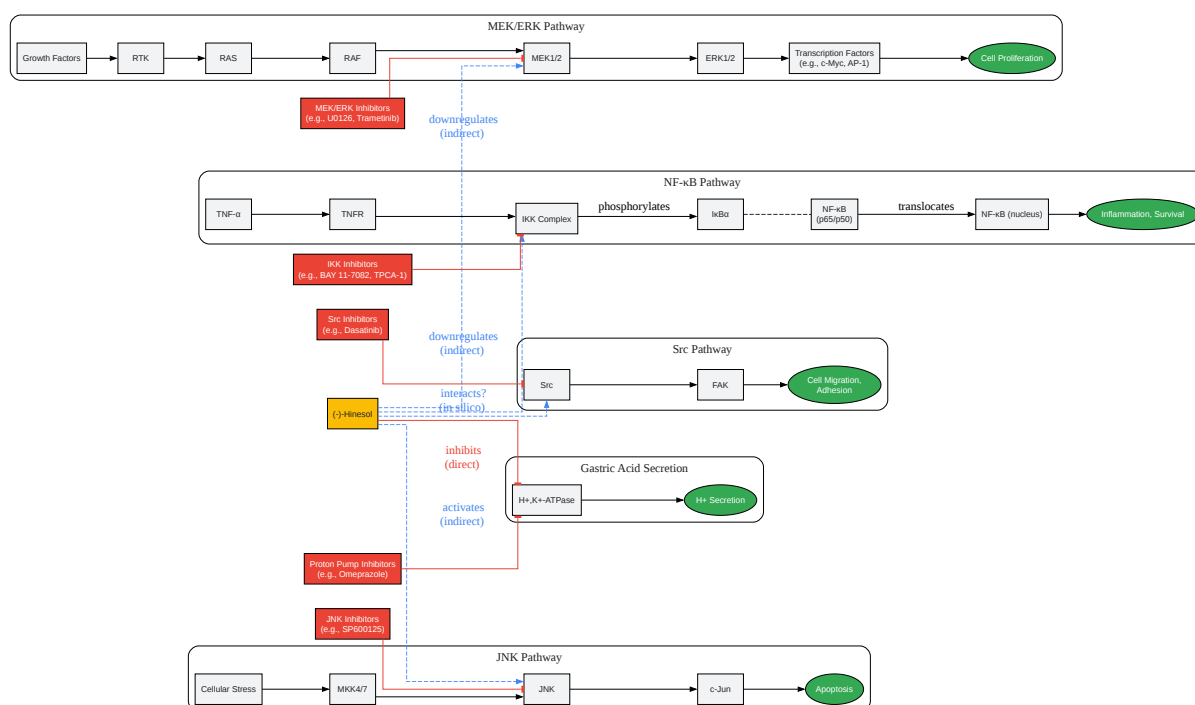 MEK/ERK Pathway
Growth Factors
RTK
RAS
RAF
MEK1/2
ERK1/2
Transcription Factors
(e.g., c-Myc, AP-1)
Cell Proliferation
MEK/ERK Inhibitors
(e.g., U0126, Trametinib)
downregulates
(indirect)
NF-κB Pathway
TNF-α
TNFR
IKK Complex
phosphorylates
IκBα
NF-κB
(p65/p50)
translocates
NF-κB (nucleus)
Inflammation, Survival
IKK Inhibitors
(e.g., BAY 11-7082, TPCA-1)
Src Inhibitors
(e.g., Dasatinib)
downregulates
(indirect)
Src Pathway
Src
FAK
Cell Migration,
Adhesion
(-)-Hinesol
interacts?
(in silico)
inhibits
(direct)
Gastric Acid Secretion
H+,K+-ATPase
H+ Secretion
activates
(indirect)
Proton Pump Inhibitors
(e.g., Omeprazole)
JNK Inhibitors
(e.g., SP600125)
JNK Pathway
Cellular Stress
MKK4/7
JNK
c-Jun
Apoptosis